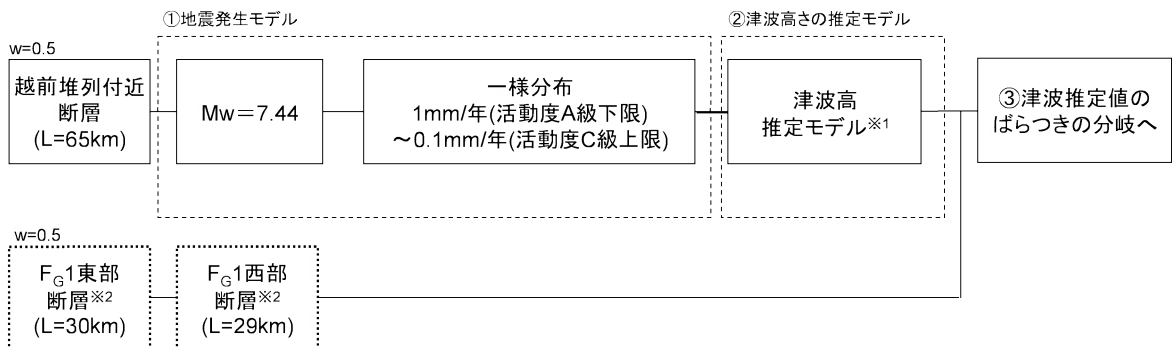 ①地震発生モデル
②津波高さの推定モデル
w=0.5
越前堆列付近
断層
(L=65km)
Mw＝7.44
一様分布
1mm/年(活動度A級下限)
～0.1mm/年(活動度C級上限)
津波高
推定モデル※1
③津波推定値の
ばらつきの分岐へ
w=0.5
FG1東部
断層※2
(L=30km)
FG1西部
断層※2
(L=29km)